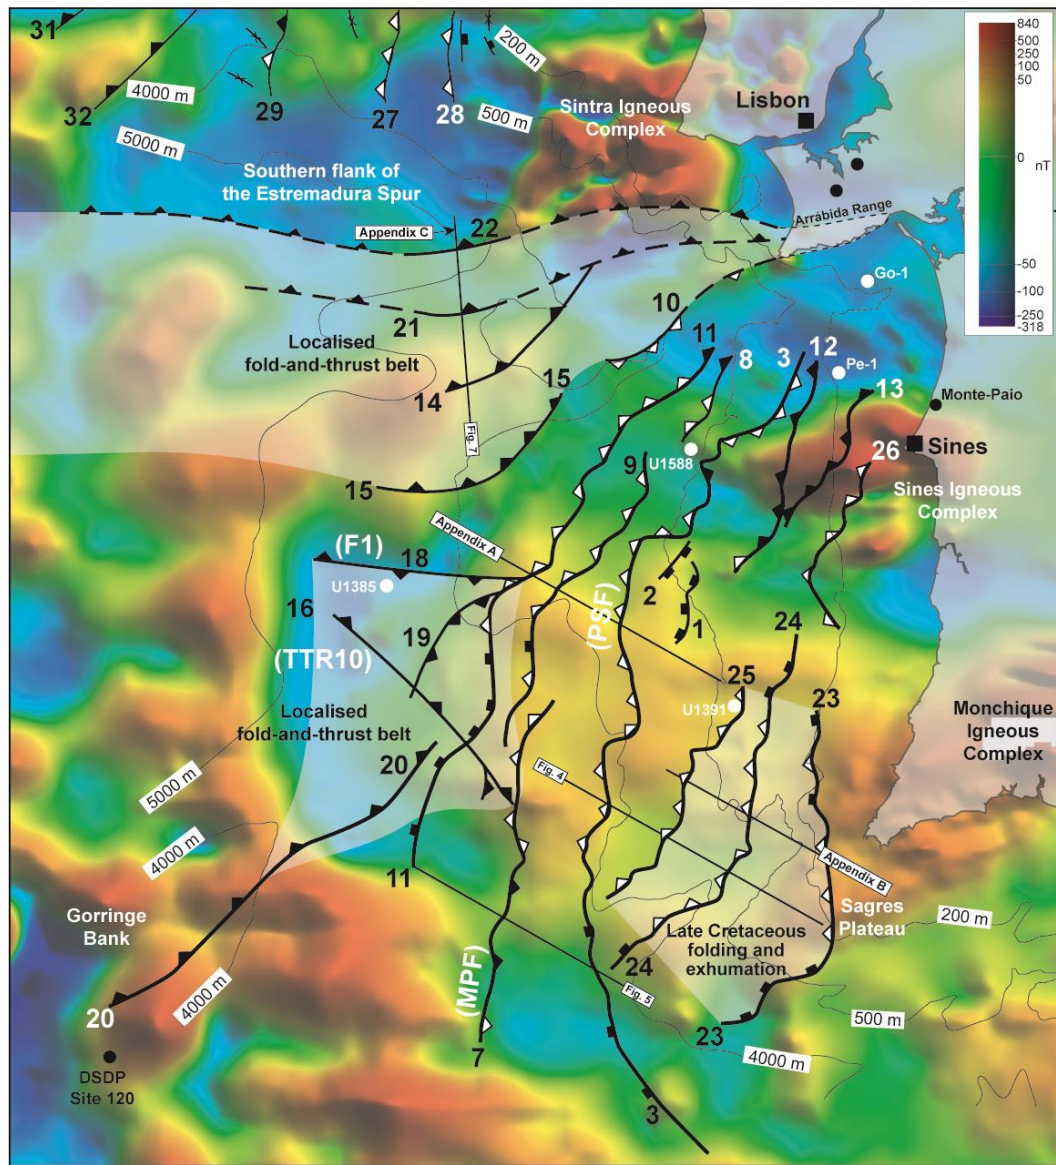 31
200 m
840
500
250
100
50
0
nT
-50
-100
-250
-318
4000 m
32
29
27
28
500 m
Lisbon
Sintra Igneous
Complex
5000 m
Southern flank of
the Estremadura Spur
Arrábida Range
Appendix C
22
Go-1
21
10
Localised
fold-and-thrust belt
11
8
3
12
Pe-1
14
15
13
Monte-Paio
Fig. 7
9
U1588
26
Sines
15
Sines Igneous
Complex
Appendix A
(F1)
18
U1385
16
2
(PSF)
1
24
19
(TTR10)
25
23
U1391
Localised
fold-and-thrust belt
Monchique
Igneous
Complex
20
5000 m
Fig. 4
4000 m
11
Appendix B
Gorringe
Bank
Sagres
Plateau
200 m
Late Cretaceous
folding and
exhumation
24
4000 m
(MPF)
Fig. 5
20
500 m
23
4000 m
7
DSDP
Site 120
3